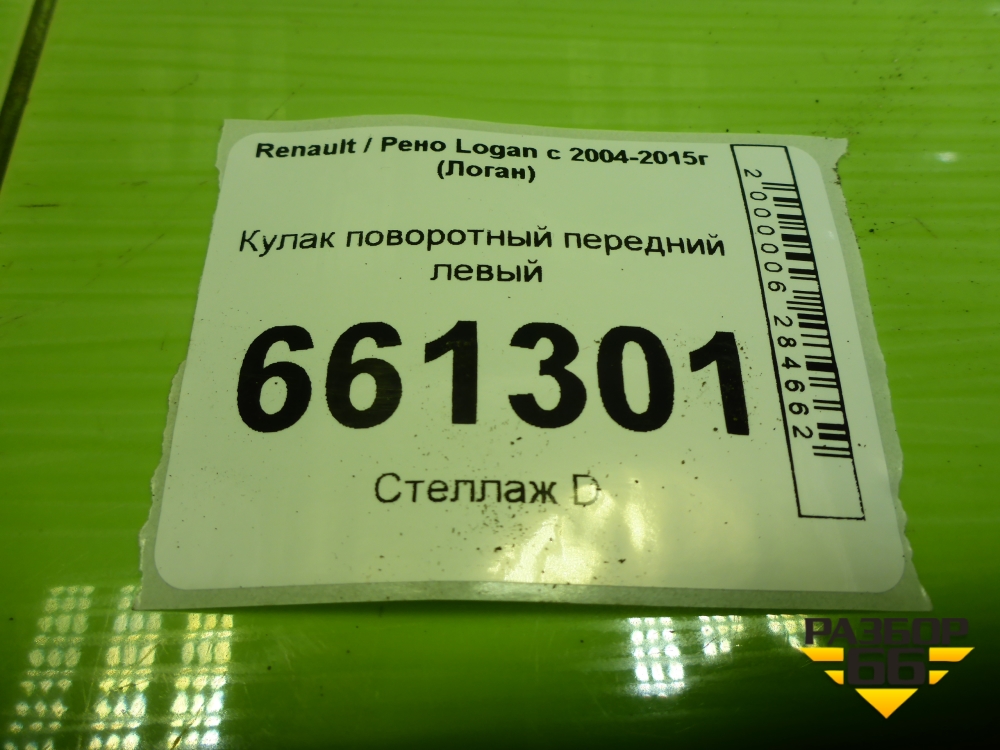 Renault / Рено Logan с 2004-2015г
(Логан)
Кулак поворотный передний
левый
661301
Стеллаж D
2000006284662
РАЗБОР
66